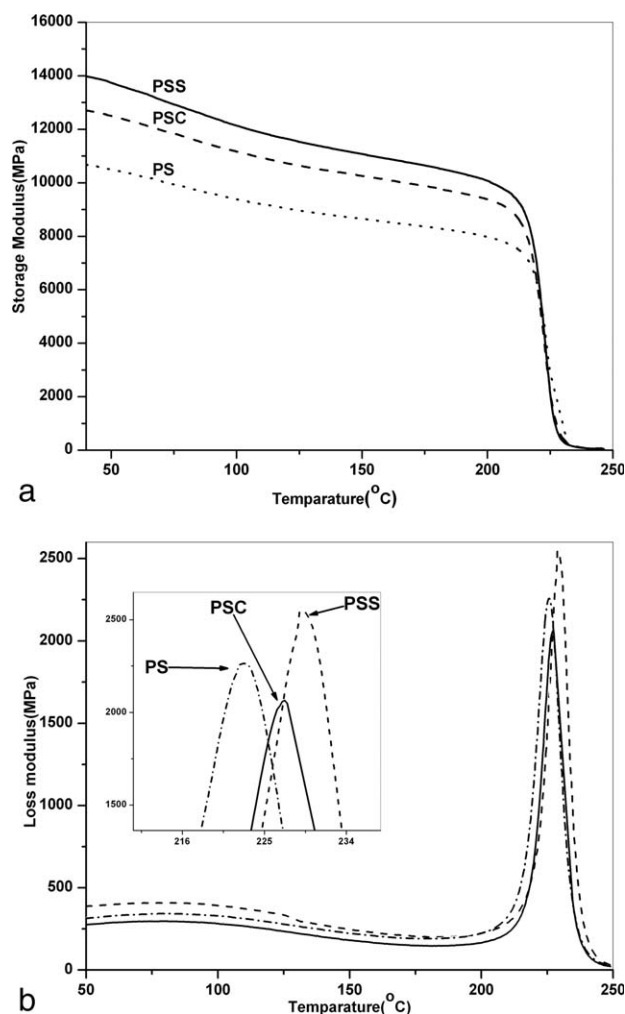 16000
14000
12000
10000
8000
6000
4000
2000
0
Storage Modulus(MPa)
PSS
PSC
PS
50 100 150 200 250
Temparature(°C)
a
2500
2000
1500
1000
500
0
Loss modulus(MPa)
2500
2000
1500
PSC
PSS
PS
216 225 234
50 100 150 200 250
Temparature(°C)
b